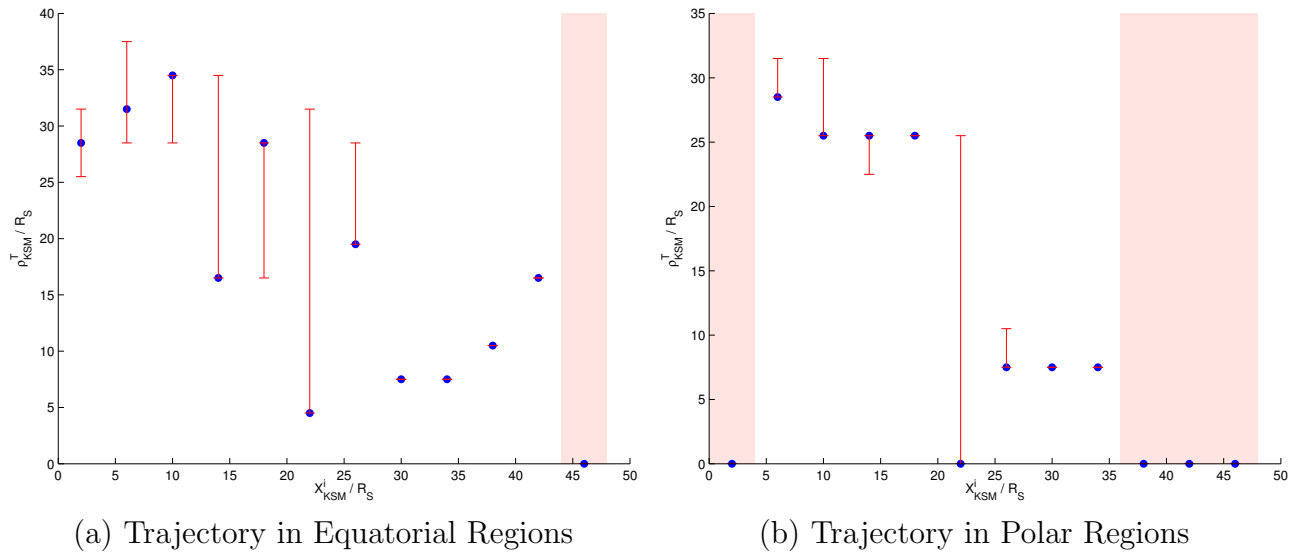 40
35
30
25
20
15
10
5
0
ρ^T_KSM / R_S
0 5 10 15 20 25 30 35 40 45 50
X^i_KSM / R_S
(a) Trajectory in Equatorial Regions
35
30
25
20
15
10
5
0
ρ^T_KSM / R_S
0 5 10 15 20 25 30 35 40 45 50
X^i_KSM / R_S
(b) Trajectory in Polar Regions